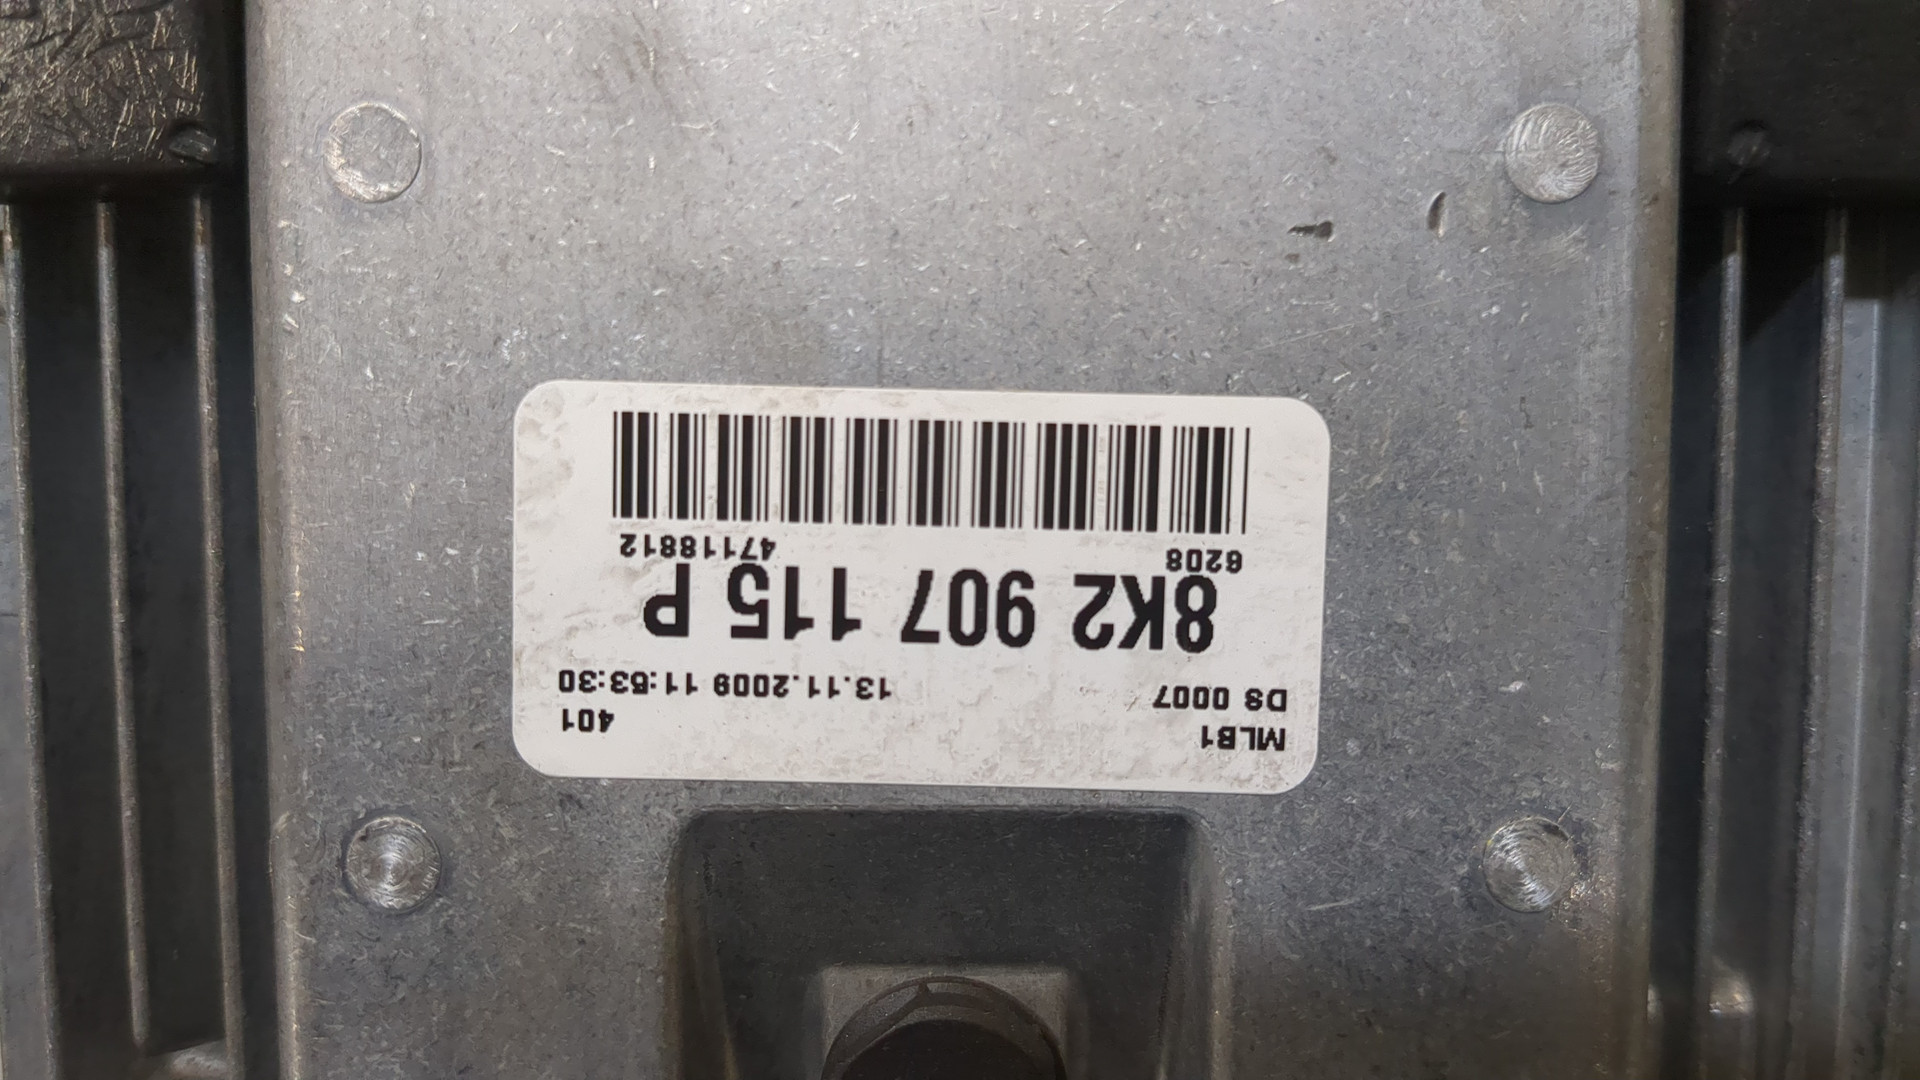 MLB1 401
DS 0007 13.11.2009 11:53:30
8K2 907 115 P
6208 47118812